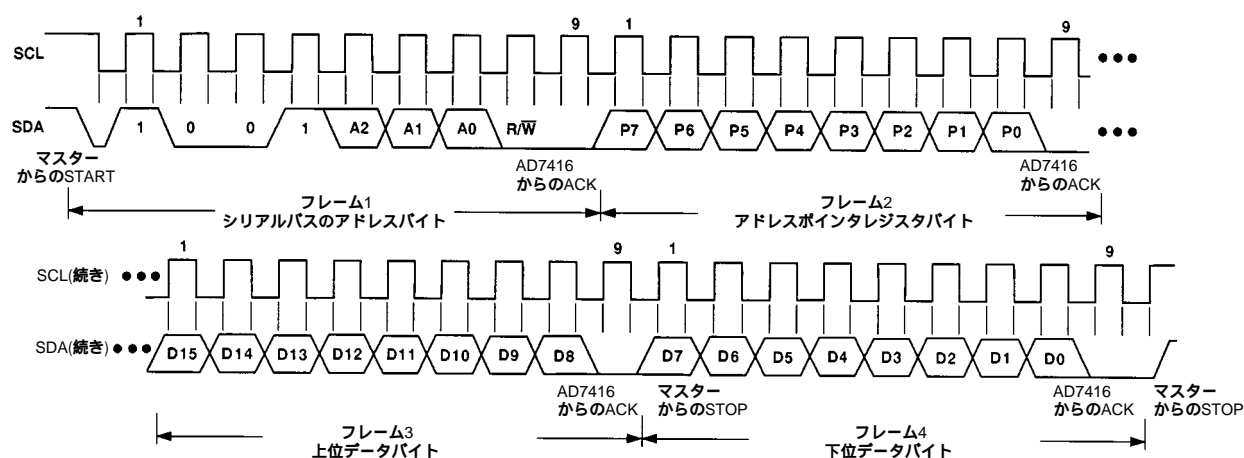 1 9 1 9
SCL
SDA 1 0 0 1 A2 A1 A0 R/W̅ P7 P6 P5 P4 P3 P2 P1 P0
マスター
からのSTART
AD7416
からのACK
AD7416
からのACK
フレーム1
シリアルバスのアドレスバイト
フレーム2
アドレスポインタレジスタバイト
1 9 1 9
SCL(続き)
SDA(続き) D15 D14 D13 D12 D11 D10 D9 D8 D7 D6 D5 D4 D3 D2 D1 D0
AD7416
からのACK
マスター
からのSTOP
AD7416
からのACK
マスター
からのSTOP
フレーム3
上位データバイト
フレーム4
下位データバイト